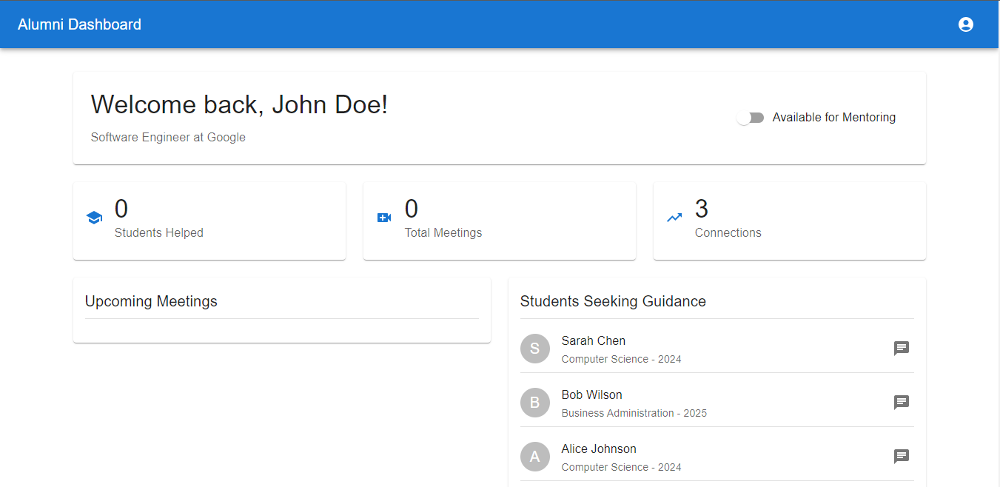 Alumni Dashboard
Welcome back, John Doe!
Software Engineer at Google
Available for Mentoring
0
Students Helped
0
Total Meetings
3
Connections
Upcoming Meetings
Students Seeking Guidance
S
Sarah Chen
Computer Science - 2024
B
Bob Wilson
Business Administration - 2025
A
Alice Johnson
Computer Science - 2024